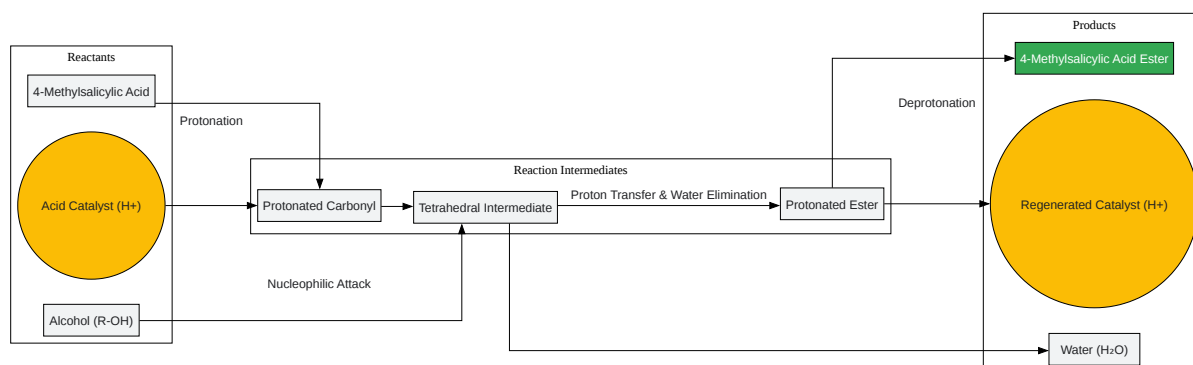 Reactants
4-Methylsalicylic Acid
Acid Catalyst (H+)
Alcohol (R-OH)
Protonation
Nucleophilic Attack
Reaction Intermediates
Protonated Carbonyl
Tetrahedral Intermediate
Proton Transfer & Water Elimination
Protonated Ester
Deprotonation
Products
4-Methylsalicylic Acid Ester
Regenerated Catalyst (H+)
Water (H₂O)